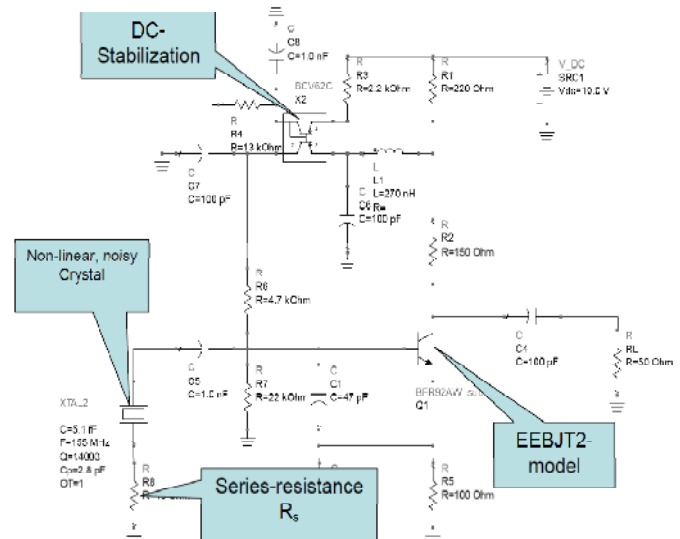 DC-
Stabilization
C
C8
C=1.0 nF
BCV62C
X2
R
R3
R=2.2 kOhm
R
R1
R=220 Ohm
V_DC
SRC1
Vdc=10.0 V
R
R4
R=13 kOhm
C
C7
C=100 pF
L
L1
L=270 nH
R=
C
C6
C=100 pF
Non-linear, noisy
Crystal
R
R6
R=4.7 kOhm
R
R2
R=150 Ohm
C
C5
C=1.0 nF
R
R7
R=22 kOhm
C
C1
C=47 pF
BFR92AW
Q1
C
C4
C=100 pF
R
RL
R=50 Ohm
XTAL2
C=5.1 fF
F=155 MHz
Q=14000
Cp=2.8 pF
OT=1
R
R8
Series-resistance
Rs
R
R5
R=100 Ohm
EEBJT2-
model